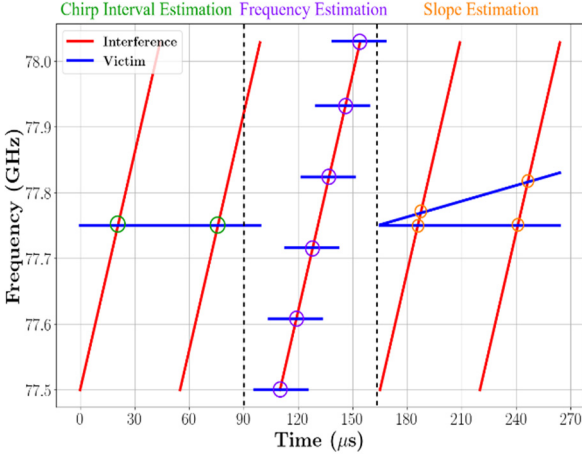 Chirp Interval Estimation Frequency Estimation Slope Estimation
Interference
Victim
78.0
77.9
77.8
77.7
77.6
77.5
Frequency (GHz)
0 30 60 90 120 150 180 210 240 270
Time (μs)